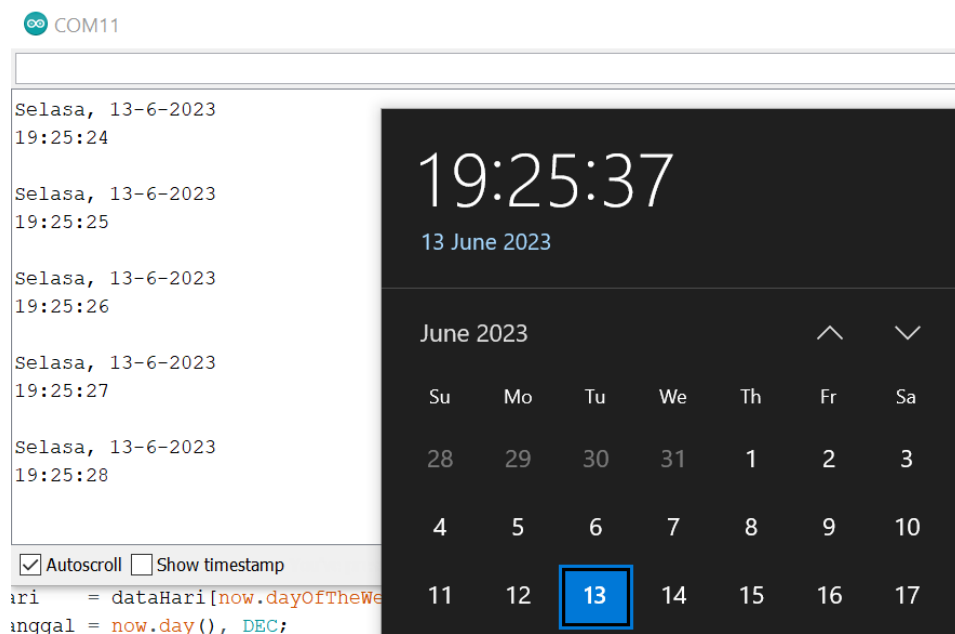 COM11
Selasa, 13-6-2023
19:25:24
Selasa, 13-6-2023
19:25:25
Selasa, 13-6-2023
19:25:26
Selasa, 13-6-2023
19:25:27
Selasa, 13-6-2023
19:25:28
Autoscroll Show timestamp
ari = dataHari[now.dayOfTheWe
anggal = now.day(), DEC;
19:25:37
13 June 2023
June 2023
Su Mo Tu We Th Fr Sa
28 29 30 31 1 2 3
4 5 6 7 8 9 10
11 12 13 14 15 16 17